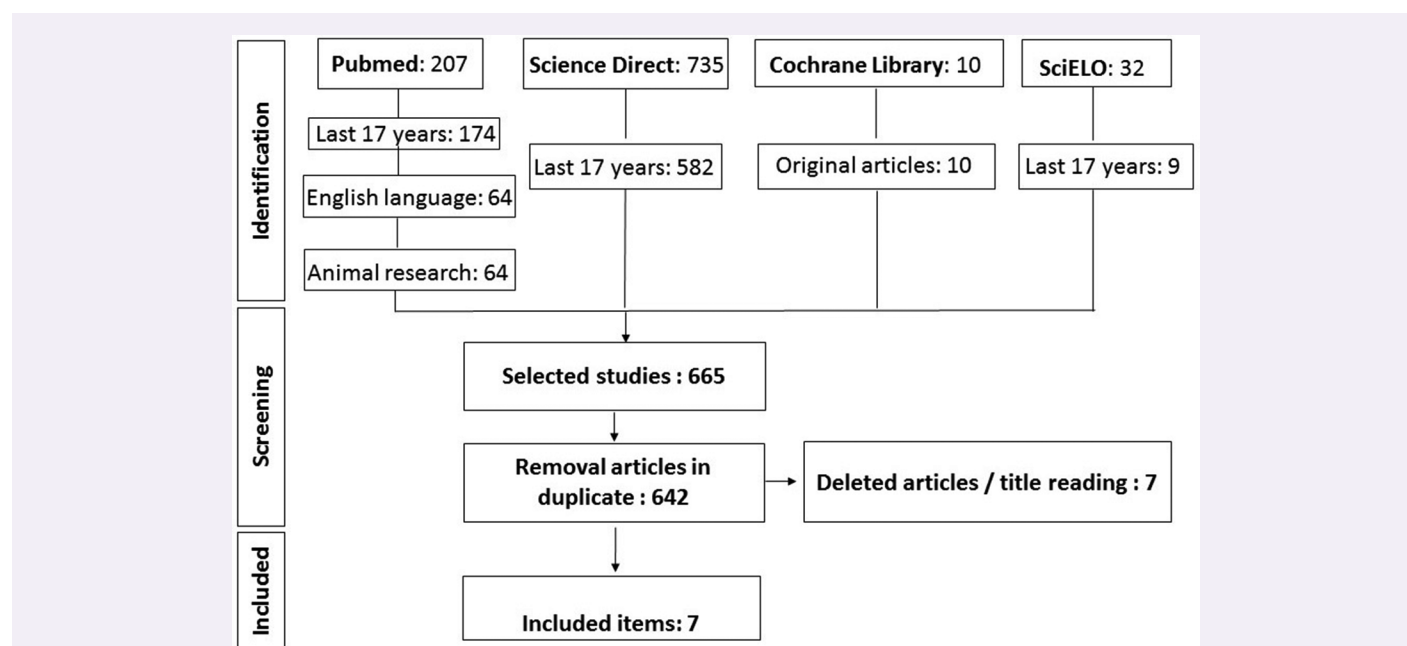 Identification
Pubmed: 207
Last 17 years: 174
English language: 64
Animal research: 64
Science Direct: 735
Last 17 years: 582
Cochrane Library: 10
Original articles: 10
SciELO: 32
Last 17 years: 9
Screening
Selected studies : 665
Removal articles in
duplicate : 642
Deleted articles / title reading : 7
Included
Included items: 7